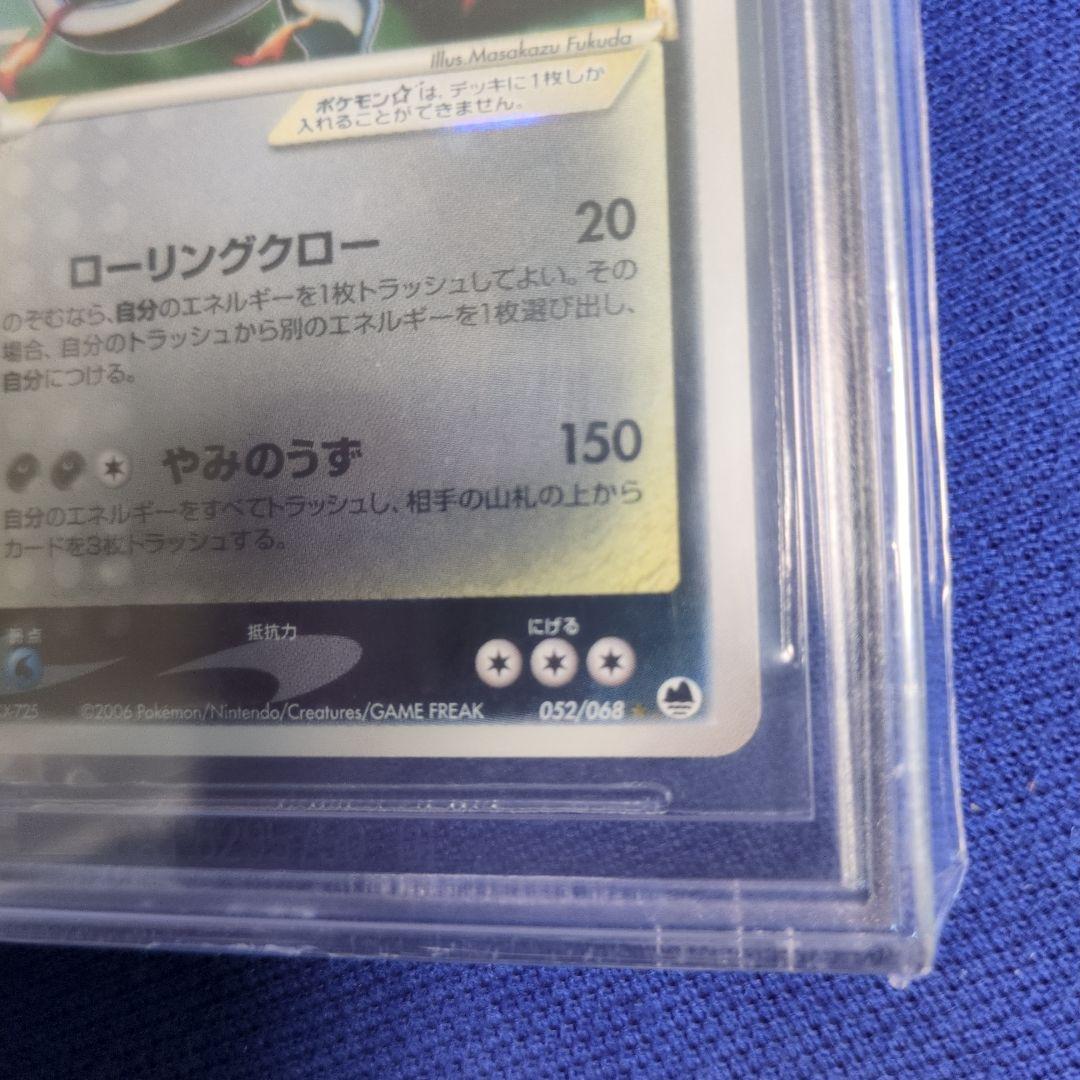 Illus. Masakazu Fukuda
ポケモン☆は、デッキに1枚しか
入れることができません。
ローリングクロー 20
のぞむなら、自分のエネルギーを1枚トラッシュしてよい。その
場合、自分のトラッシュから別のエネルギーを1枚選び出し、
自分につける。
やみのうず 150
自分のエネルギーをすべてトラッシュし、相手の山札の上から
カードを3枚トラッシュする。
弱点 抵抗力 にげる
X-725 ©2006 Pokémon/Nintendo/Creatures/GAME FREAK 052/068 ★